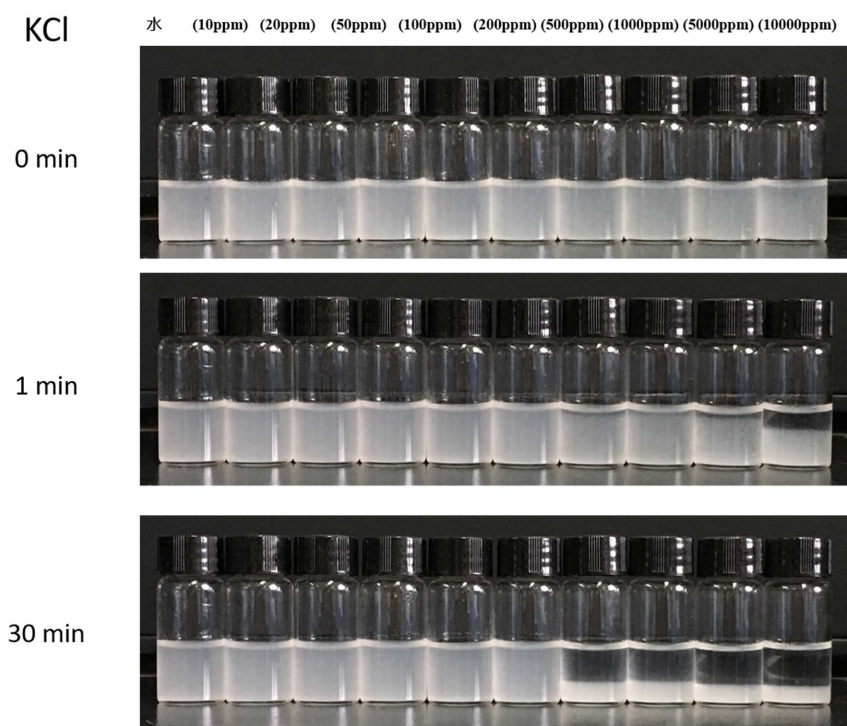 KCl
水 (10ppm) (20ppm) (50ppm) (100ppm) (200ppm) (500ppm) (1000ppm) (5000ppm) (10000ppm)
0 min
1 min
30 min